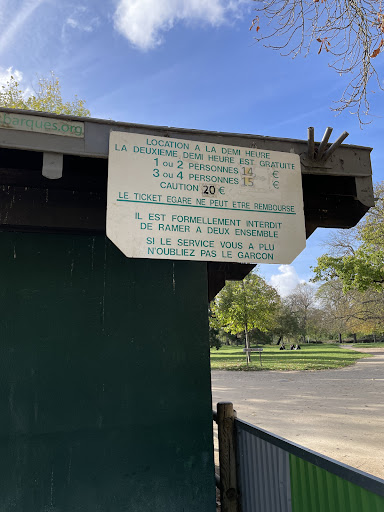 barques.org
LOCATION A LA DEMI HEURE
LA DEUXIEME DEMI HEURE EST GRATUITE
1 ou 2 PERSONNES 14 €
3 ou 4 PERSONNES 15 €
CAUTION 20 €
LE TICKET EGARE NE PEUT ETRE REMBOURSE
IL EST FORMELLEMENT INTERDIT
DE RAMER A DEUX ENSEMBLE
SI LE SERVICE VOUS A PLU
N'OUBLIEZ PAS LE GARCON